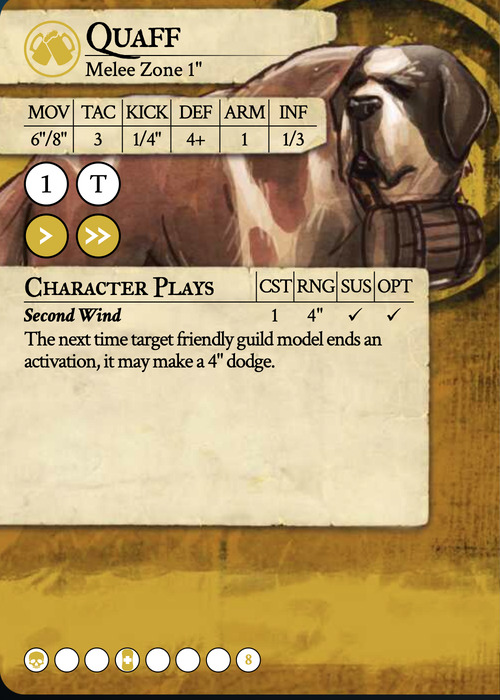 Quaff
Melee Zone 1"
MOV TAC KICK DEF ARM INF
6"/8" 3 1/4" 4+ 1 1/3
1 T
> >>
Character Plays CST RNG SUS OPT
Second Wind 1 4" ✓ ✓
The next time target friendly guild model ends an
activation, it may make a 4" dodge.
8